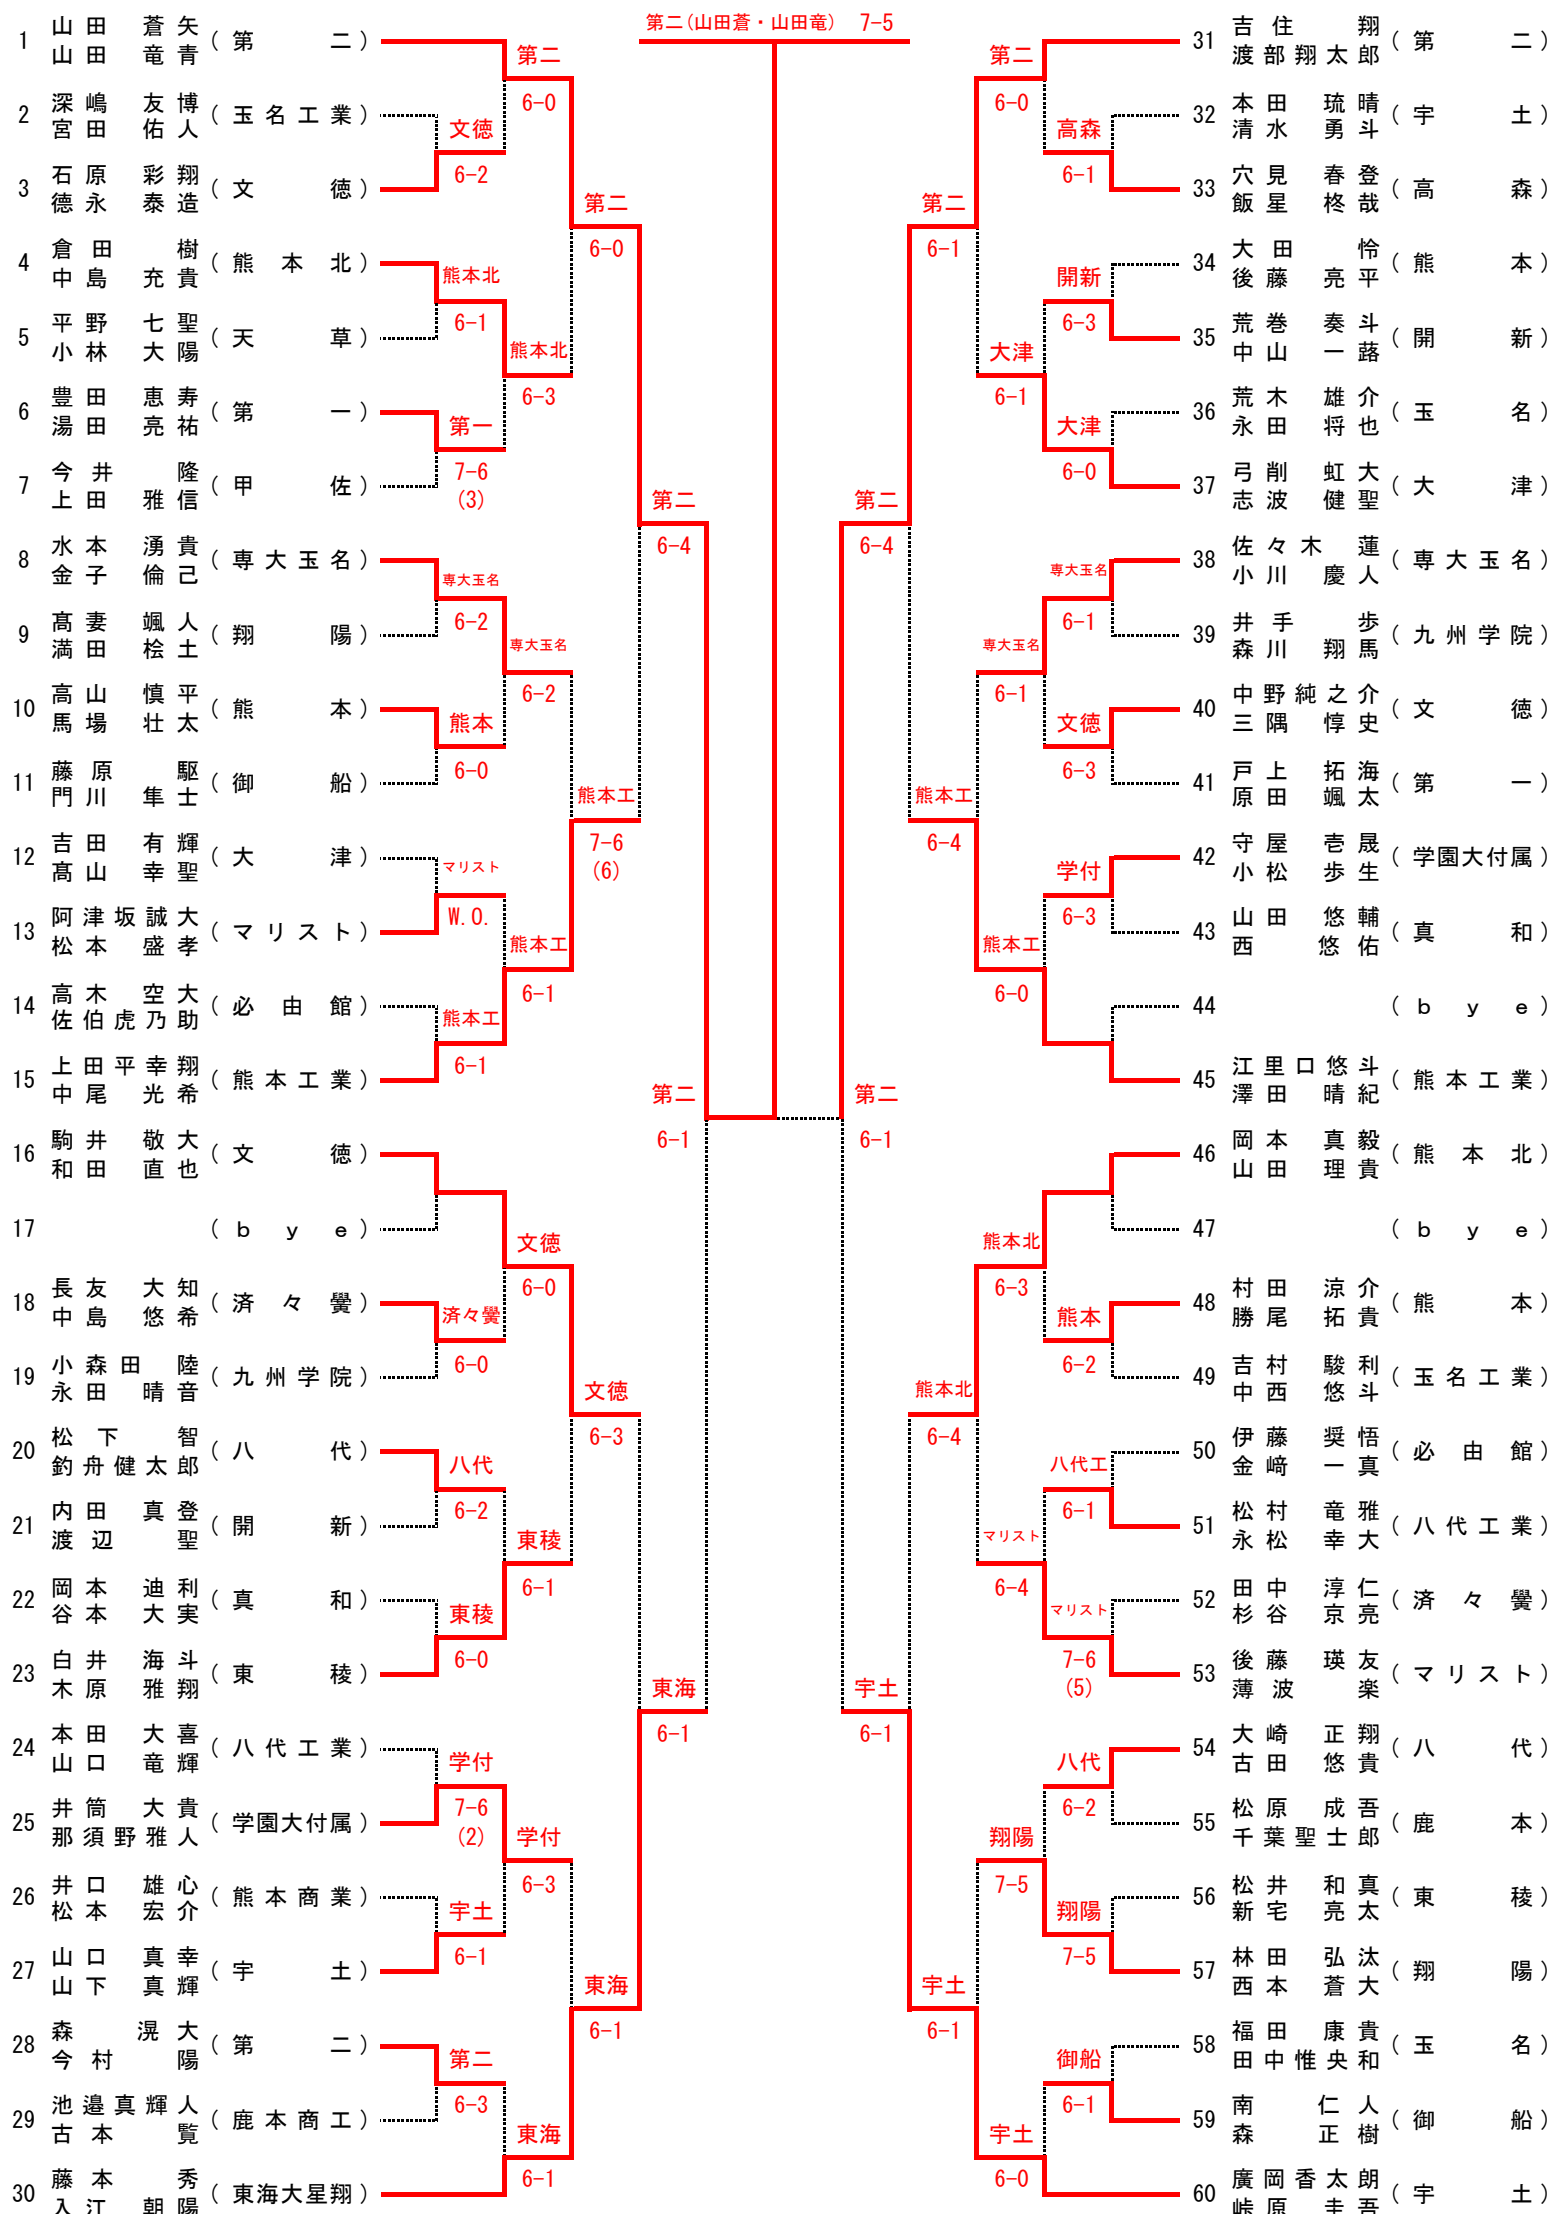 第二(山田蒼・山田竜) 7-5
1 山田 蒼矢 山田 竜青 (第二)
2 深嶋 友博 宮田 佑人 (玉名工業)
3 石原 彩翔 德永 泰造 (文徳)
4 倉田 樹 中島 充貴 (熊本北)
5 平野 七聖 小林 大陽 (天草)
6 豊田 恵寿 湯田 亮祐 (第一)
7 今井 隆 上田 雅信 (甲佐)
8 水本 湧貴 金子 倫己 (専大玉名)
9 髙妻 颯人 満田 桧土 (翔陽)
10 高山 慎平 馬場 壮太 (熊本)
11 藤原 駆 門川 隼士 (御船)
12 吉田 有輝 髙山 幸聖 (大津)
13 阿津坂誠大 松本 盛孝 (マリスト)
14 高木 空大 佐伯虎乃助 (必由館)
15 上田平幸翔 中尾 光希 (熊本工業)
16 駒井 敬大 和田 直也 (文徳)
17 (bye)
18 長友 大知 中島 悠希 (済々黌)
19 小森田 陸 永田 晴音 (九州学院)
20 松下 智 釣舟健太郎 (八代)
21 内田 真登 渡辺 聖 (開新)
22 岡本 迪利 谷本 大実 (真和)
23 白井 海斗 木原 雅翔 (東稜)
24 本田 大喜 山口 竜輝 (八代工業)
25 井筒 大貴 那須野雅人 (学園大付属)
26 井口 雄心 松本 宏介 (熊本商業)
27 山口 真幸 山下 真輝 (宇土)
28 森 滉大 今村 陽 (第二)
29 池邉真輝人 古本 覧 (鹿本商工)
30 藤本 秀 入江 朝陽 (東海大星翔)
第二
6-0
文徳
6-2
第二
6-0
熊本北
6-1
熊本北
6-3
第一
7-6
(3)
第二
6-4
専大玉名
6-2
専大玉名
6-2
熊本
6-0
熊本工
7-6
(6)
マリスト
W.O.
熊本工
6-1
熊本工
6-1
第二
6-1
文徳
6-0
済々黌
6-0
文徳
6-3
八代
6-2
東稜
6-1
東稜
6-0
東海
6-1
学付
7-6
(2)
学付
6-3
宇土
6-1
東海
6-1
第二
6-3
東海
6-1
第二
6-0
高森
6-1
第二
6-1
開新
6-3
大津
6-1
大津
6-0
第二
6-4
専大玉名
6-1
専大玉名
6-1
文徳
6-3
熊本工
6-4
学付
6-3
熊本工
6-0
第二
6-1
熊本北
6-3
熊本
6-2
熊本北
6-4
八代工
6-1
マリスト
6-4
マリスト
7-6
(5)
宇土
6-1
八代
6-2
翔陽
7-5
翔陽
7-5
宇土
6-1
御船
6-1
宇土
6-0
31 吉住 翔 渡部翔太郎 (第二)
32 本田 琉晴 清水 勇斗 (宇土)
33 穴見 春登 飯星 柊哉 (高森)
34 大田 怜 後藤 亮平 (熊本)
35 荒巻 奏斗 中山 一蕗 (開新)
36 荒木 雄介 永田 将也 (玉名)
37 弓削 虹大 志波 健聖 (大津)
38 佐々木 蓮 小川 慶人 (専大玉名)
39 井手 歩 森川 翔馬 (九州学院)
40 中野純之介 三隅 惇史 (文徳)
41 戸上 拓海 原田 颯太 (第一)
42 守屋 壱晟 小松 歩生 (学園大付属)
43 山田 悠輔 西 悠佑 (真和)
44 (bye)
45 江里口悠斗 澤田 晴紀 (熊本工業)
46 岡本 真毅 山田 理貴 (熊本北)
47 (bye)
48 村田 涼介 勝尾 拓貴 (熊本)
49 吉村 駿利 中西 悠斗 (玉名工業)
50 伊藤 奨悟 金﨑 一真 (必由館)
51 松村 竜雅 永松 幸大 (八代工業)
52 田中 淳仁 杉谷 京亮 (済々黌)
53 後藤 瑛友 薄波 楽 (マリスト)
54 大崎 正翔 古田 悠貴 (八代)
55 松原 成吾 千葉聖士郎 (鹿本)
56 松井 和真 新宅 亮太 (東稜)
57 林田 弘汰 西本 蒼大 (翔陽)
58 福田 康貴 田中惟央和 (玉名)
59 南 仁人 森 正樹 (御船)
60 廣岡香太朗 峠原 圭吾 (宇土)